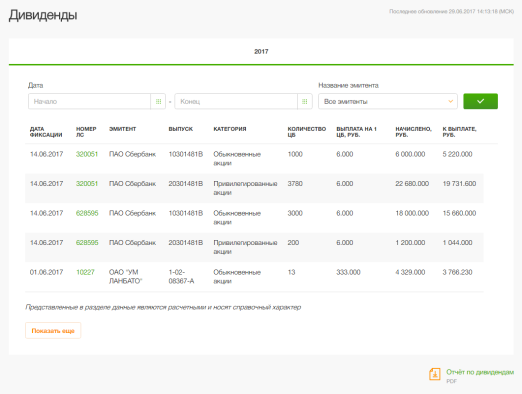 Дивиденды
Последнее обновление 29.08.2017 14:13:16 (МСК)
2017
Дата
Название эмитента
Начало - Конец Все эмитенты
ДАТА ФИКСАЦИИ НОМЕР ЛС ЭМИТЕНТ ВЫПУСК КАТЕГОРИЯ КОЛИЧЕСТВО ЦБ ВЫПЛАТА НА 1 ЦБ, РУБ. НАЧИСЛЕНО, РУБ. К ВЫПЛАТЕ, РУБ.
14.06.2017 320051 ПАО Сбербанк 10301481В Обыкновенные акции 1000 6.000 6 000.000 5 220.000
14.06.2017 320051 ПАО Сбербанк 20301481В Привилегированные акции 3780 6.000 22 680.000 19 731.600
14.06.2017 628595 ПАО Сбербанк 10301481В Обыкновенные акции 3000 6.000 18 000.000 15 660.000
14.06.2017 628595 ПАО Сбербанк 20301481В Привилегированные акции 200 6.000 1 200.000 1 044.000
01.06.2017 10227 ОАО "УМ ЛАНБАТО" 1-02-08367-А Обыкновенные акции 13 333.000 4 329.000 3 766.230
Представленные в разделе данные являются расчетными и носят справочный характер
Показать еще
Отчёт по дивидендам
PDF